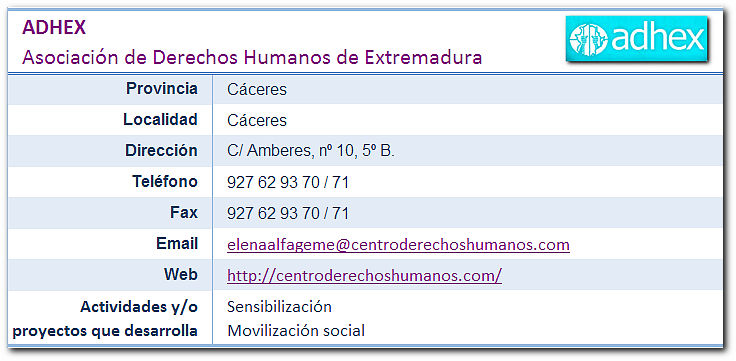 ADHEX
Asociación de Derechos Humanos de Extremadura
adhex
Provincia Cáceres
Localidad Cáceres
Dirección C/ Amberes, nº 10, 5º B.
Teléfono 927 62 93 70 / 71
Fax 927 62 93 70 / 71
Email elenaalfageme@centroderechoshumanos.com
Web http://centroderechoshumanos.com/
Actividades y/o Sensibilización
proyectos que desarrolla Movilización social